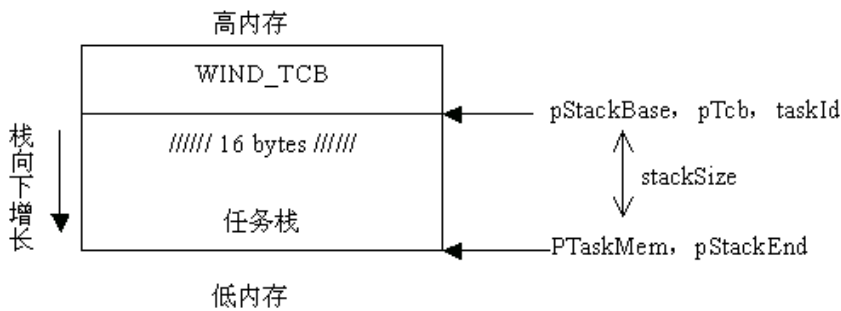 高内存
WIND_TCB
pStackBase，pTcb，taskId
////// 16 bytes //////
栈向下增长
stackSize
任务栈
PTaskMem，pStackEnd
低内存